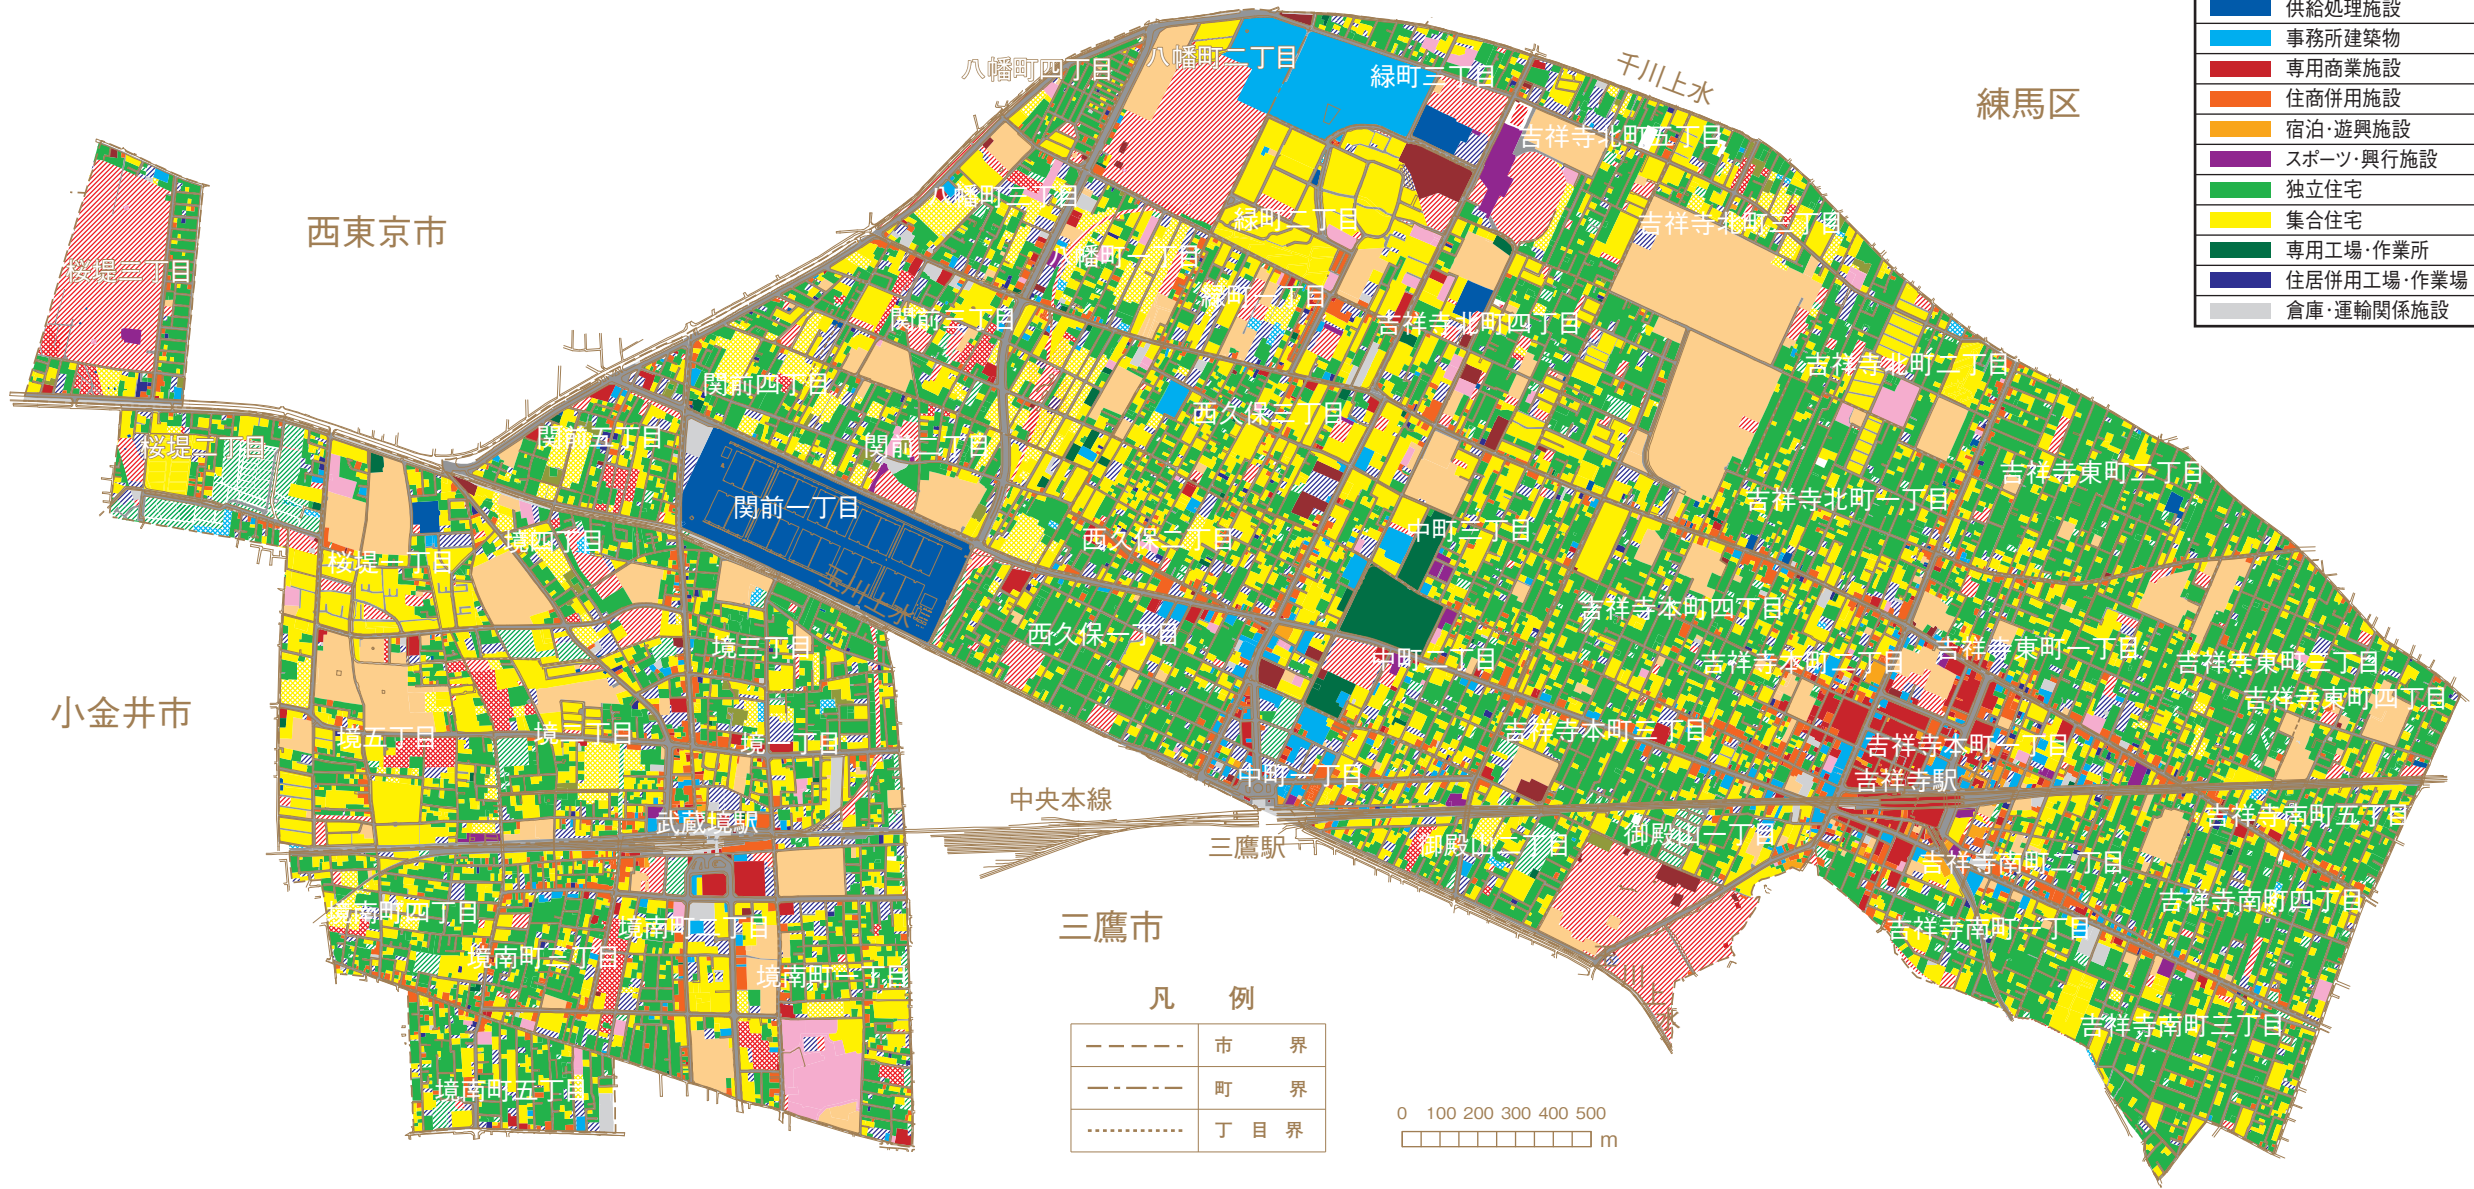 供給処理施設
事務所建築物
専用商業施設
住商併用施設
宿泊・遊興施設
スポーツ・興行施設
独立住宅
集合住宅
専用工場・作業所
住居併用工場・作業場
倉庫・運輸関係施設
千川上水
練馬区
西東京市
小金井市
三鷹市
八幡町四丁目
八幡町二丁目
緑町三丁目
吉祥寺北町五丁目
八幡町三丁目
緑町二丁目
吉祥寺北町三丁目
桜堤三丁目
八幡町一丁目
緑町一丁目
関前三丁目
吉祥寺北町四丁目
吉祥寺北町二丁目
関前四丁目
西久保三丁目
桜堤二丁目
関前五丁目
関前二丁目
吉祥寺東町二丁目
関前一丁目
吉祥寺北町一丁目
中町三丁目
境四丁目
西久保二丁目
桜堤一丁目
玉川上水
吉祥寺本町四丁目
西久保一丁目
境三丁目
中町二丁目
吉祥寺本町二丁目
吉祥寺東町一丁目
吉祥寺東町三丁目
吉祥寺東町四丁目
境五丁目
境二丁目
境一丁目
吉祥寺本町三丁目
吉祥寺本町一丁目
中町一丁目
吉祥寺駅
中央本線
武蔵境駅
三鷹駅
御殿山二丁目
御殿山一丁目
吉祥寺南町五丁目
吉祥寺南町二丁目
吉祥寺南町四丁目
境南町四丁目
境南町二丁目
吉祥寺南町一丁目
境南町三丁目
境南町一丁目
玉川上水
吉祥寺南町三丁目
境南町五丁目
凡 例
市 界
町 界
丁 目 界
0 100 200 300 400 500
m